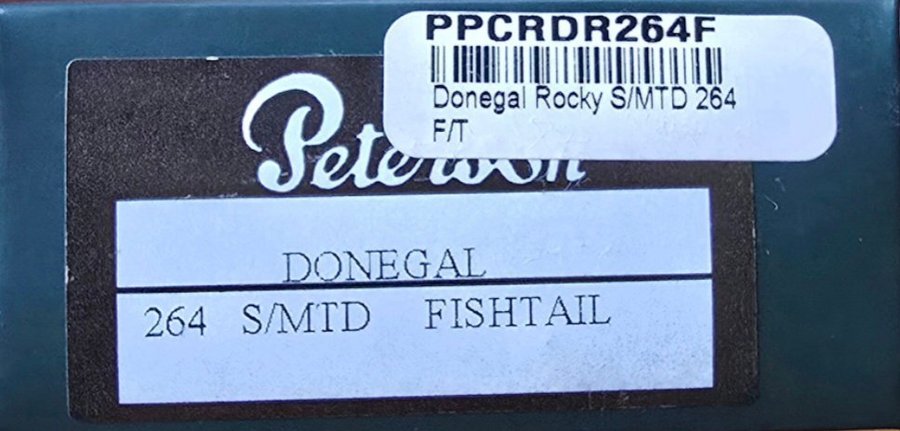 PPCRDR264F
Donegal Rocky S/MTD 264
F/T
Peterson
DONEGAL
264 S/MTD FISHTAIL